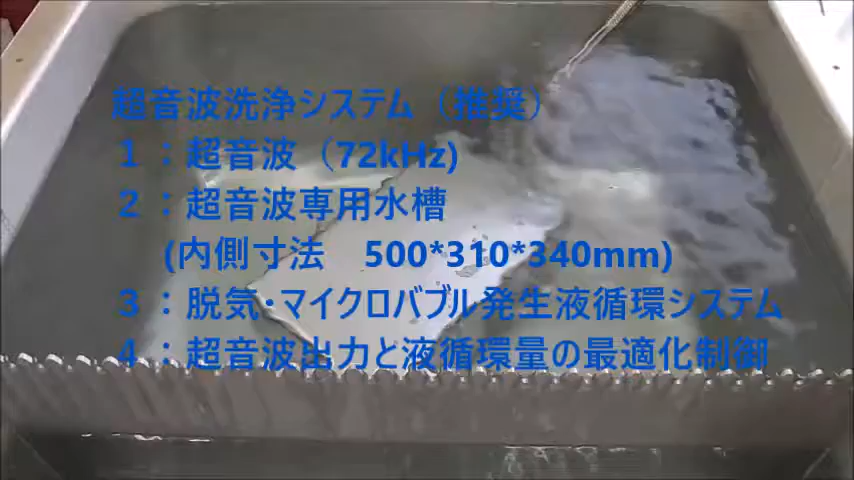 超音波洗浄システム（推奨）
１：超音波（72kHz)
２：超音波専用水槽
(内側寸法　500*310*340mm)
３：脱気・マイクロバブル発生液循環システム
４：超音波出力と液循環量の最適化制御